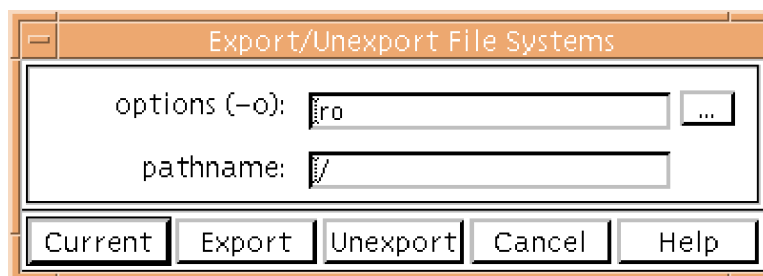 Export/Unexport File Systems
options (-o): ro ...
pathname: /
Current Export Unexport Cancel Help